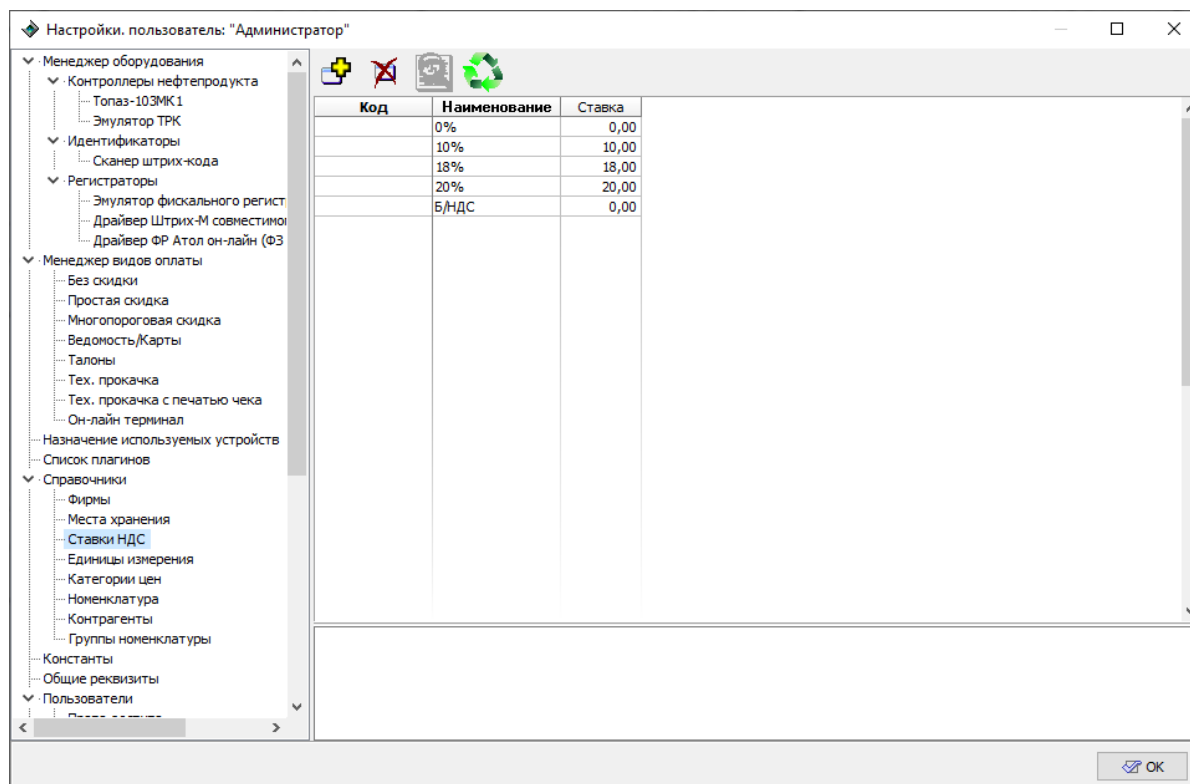 Настройки. пользователь: "Администратор"
Менеджер оборудования
Контроллеры нефтепродукта
Топаз-103МК1
Эмулятор ТРК
Идентификаторы
Сканер штрих-кода
Регистраторы
Эмулятор фискального регист
Драйвер Штрих-М совместимо
Драйвер ФР Атол он-лайн (ФЗ
Менеджер видов оплаты
Без скидки
Простая скидка
Многопороговая скидка
Ведомость/Карты
Талоны
Тех. прокачка
Тех. прокачка с печатью чека
Он-лайн терминал
Назначение используемых устройств
Список плагинов
Справочники
Фирмы
Места хранения
Ставки НДС
Единицы измерения
Категории цен
Номенклатура
Контрагенты
Группы номенклатуры
Константы
Общие реквизиты
Пользователи
Код Наименование Ставка
0% 0,00
10% 10,00
18% 18,00
20% 20,00
Б/НДС 0,00
OK